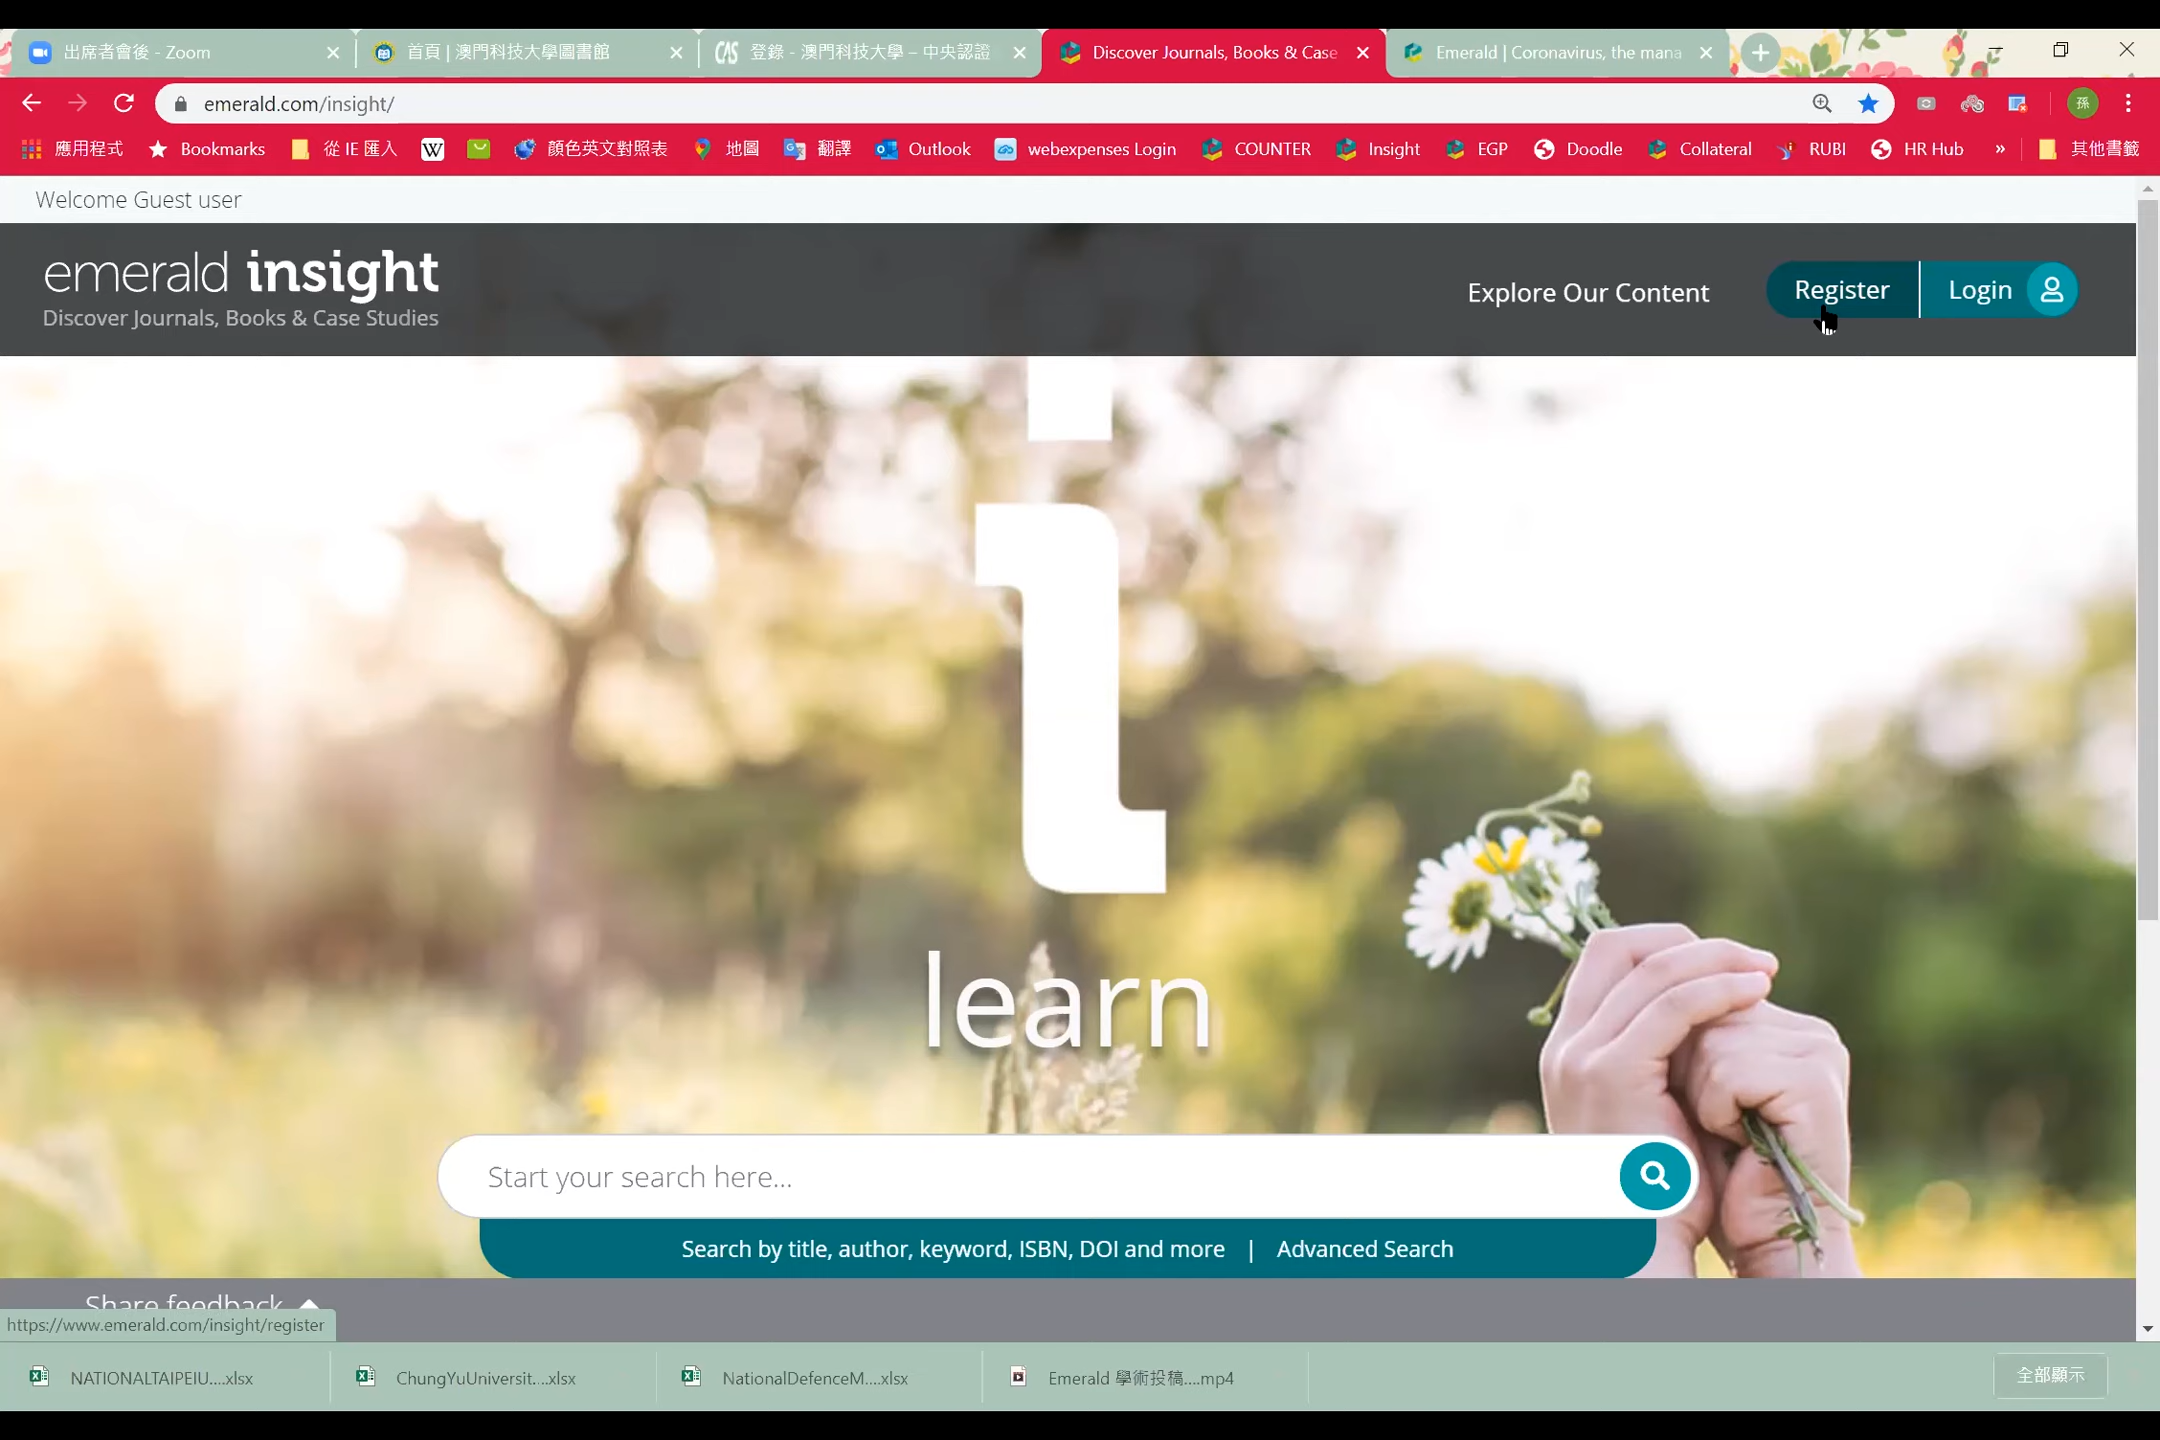 出席者會後 - Zoom
首頁 | 澳門科技大學圖書館
CAS 登錄 - 澳門科技大學 – 中央認證
Discover Journals, Books & Case
Emerald | Coronavirus, the mana
emerald.com/insight/
孫
應用程式
Bookmarks
從 IE 匯入
W
顏色英文對照表
地圖
翻譯
Outlook
webexpenses Login
COUNTER
Insight
EGP
Doodle
Collateral
RUBI
HR Hub
»
其他書籤
Welcome Guest user
emerald insight
Discover Journals, Books & Case Studies
Explore Our Content
Register
Login
i
learn
Start your search here...
Search by title, author, keyword, ISBN, DOI and more | Advanced Search
Share feedback
https://www.emerald.com/insight/register
NATIONALTAIPEIU....xlsx
ChungYuUniversit....xlsx
NationalDefenceM....xlsx
Emerald 學術投稿....mp4
全部顯示